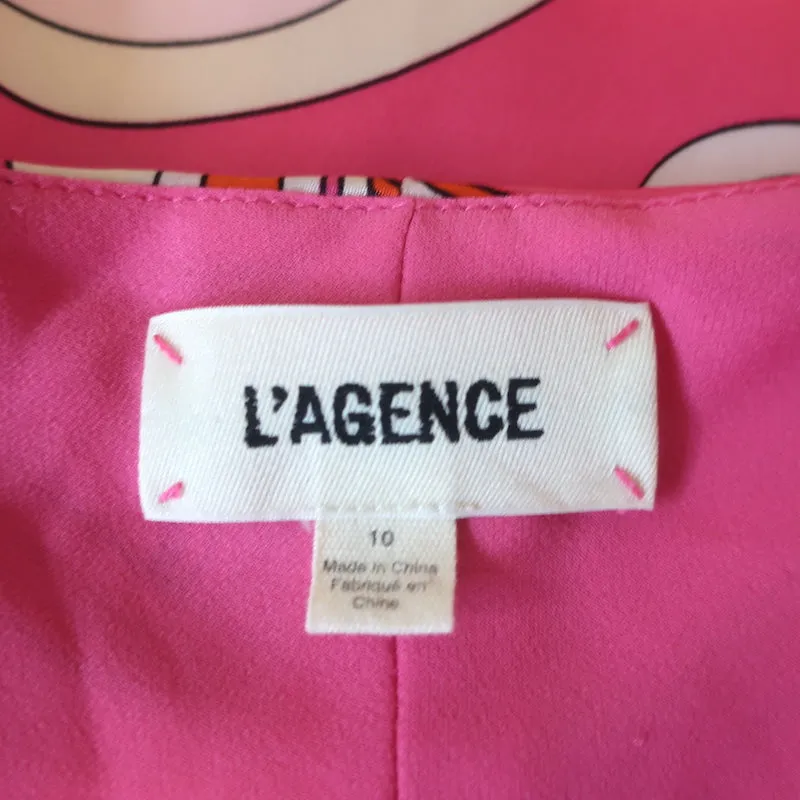 L'AGENCE
10
Made in China
Fabriqué en
Chine